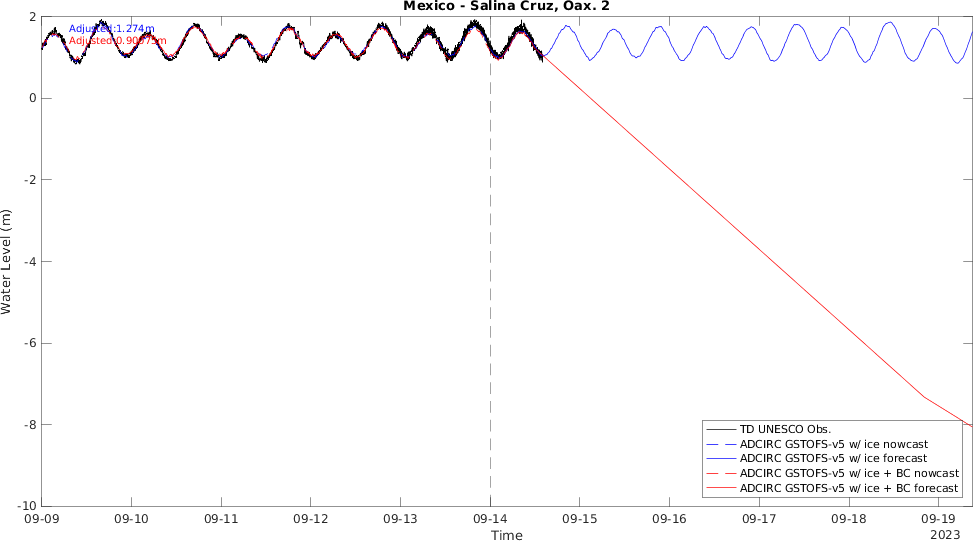 Mexico - Salina Cruz, Oax. 2
Adjusted:1.274m
Water Level (m)
2
0
-2
-4
-6
-8
-10
09-09
09-10
09-11
09-12
09-13
09-14
09-15
09-16
09-17
09-18
09-19
2023
Time
TD UNESCO Obs.
ADCIRC GSTOFS-v5 w/ ice nowcast
ADCIRC GSTOFS-v5 w/ ice forecast
ADCIRC GSTOFS-v5 w/ ice + BC nowcast
ADCIRC GSTOFS-v5 w/ ice + BC forecast